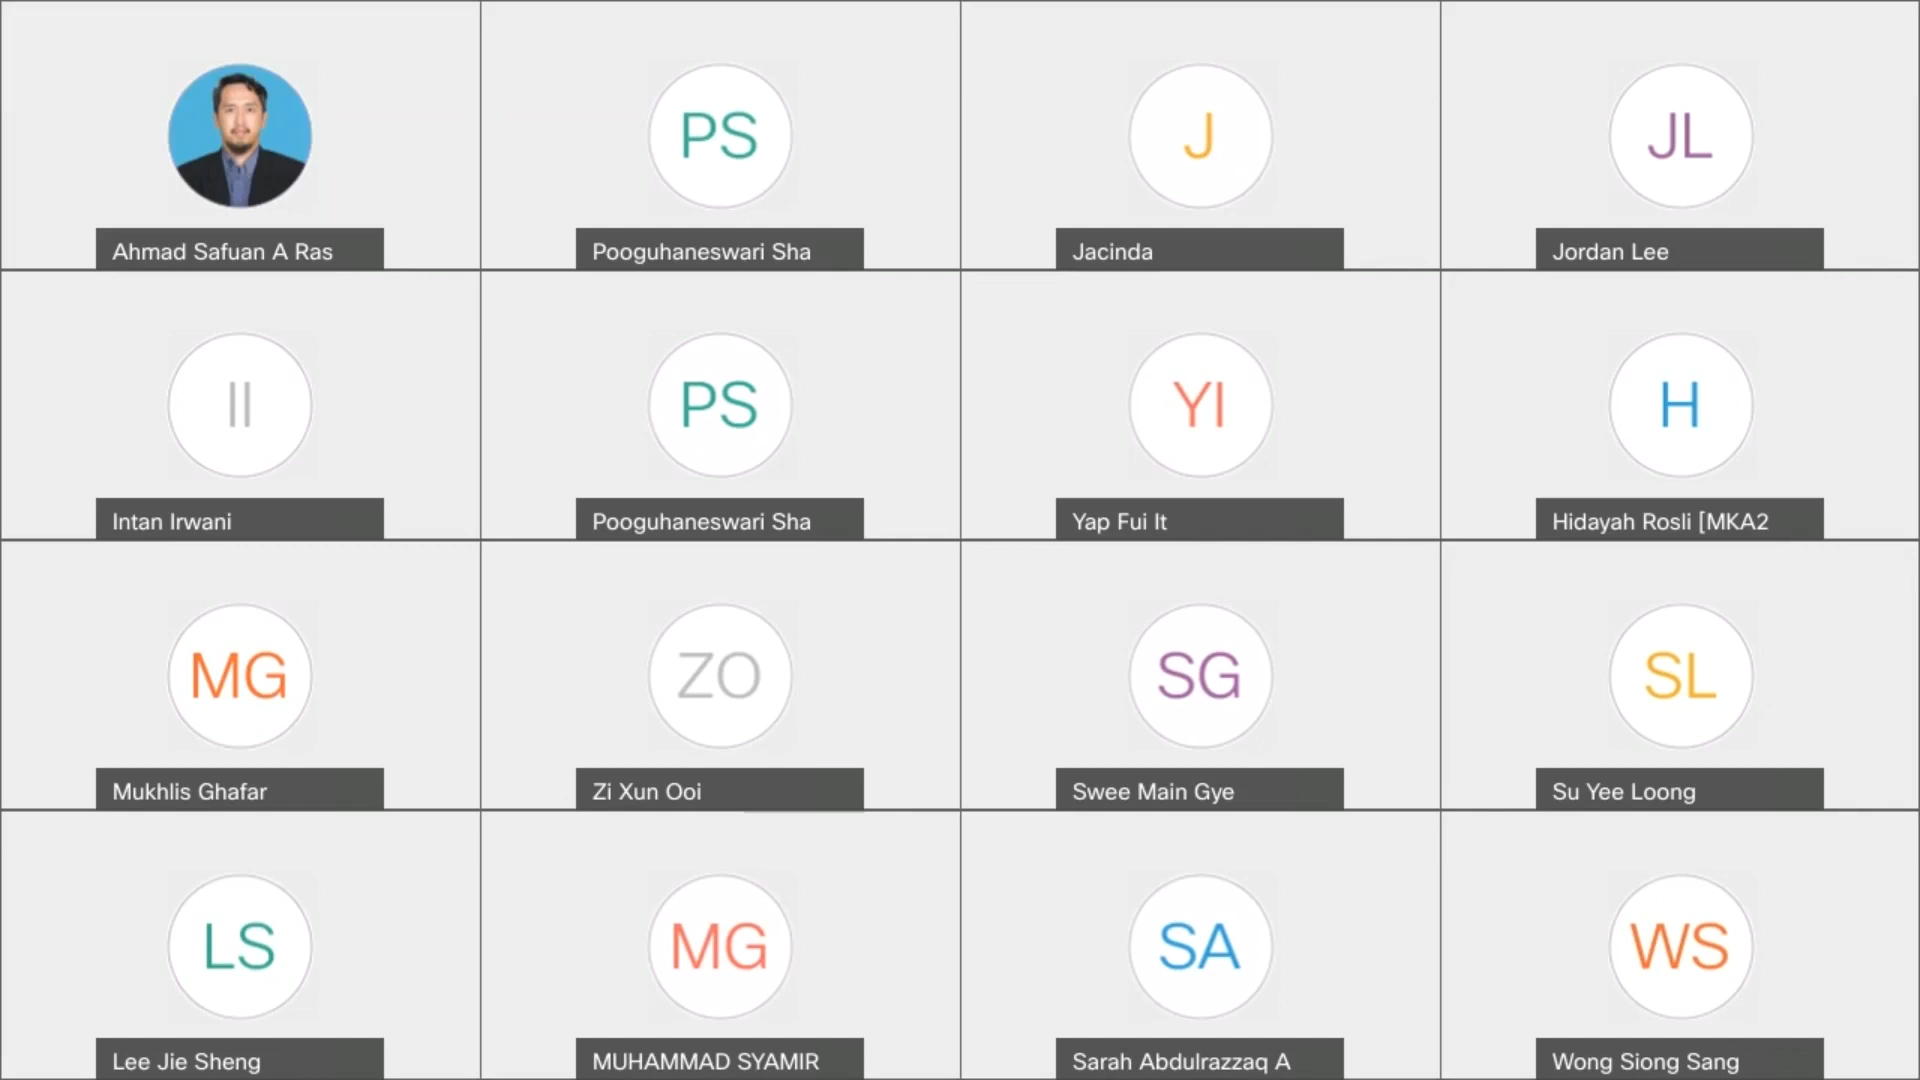 PS
J
JL
Ahmad Safuan A Ras
Pooguhaneswari Sha
Jacinda
Jordan Lee
II
PS
YI
H
Intan Irwani
Pooguhaneswari Sha
Yap Fui It
Hidayah Rosli [MKA2
MG
ZO
SG
SL
Mukhlis Ghafar
Zi Xun Ooi
Swee Main Gye
Su Yee Loong
LS
MG
SA
WS
Lee Jie Sheng
MUHAMMAD SYAMIR
Sarah Abdulrazzaq A
Wong Siong Sang